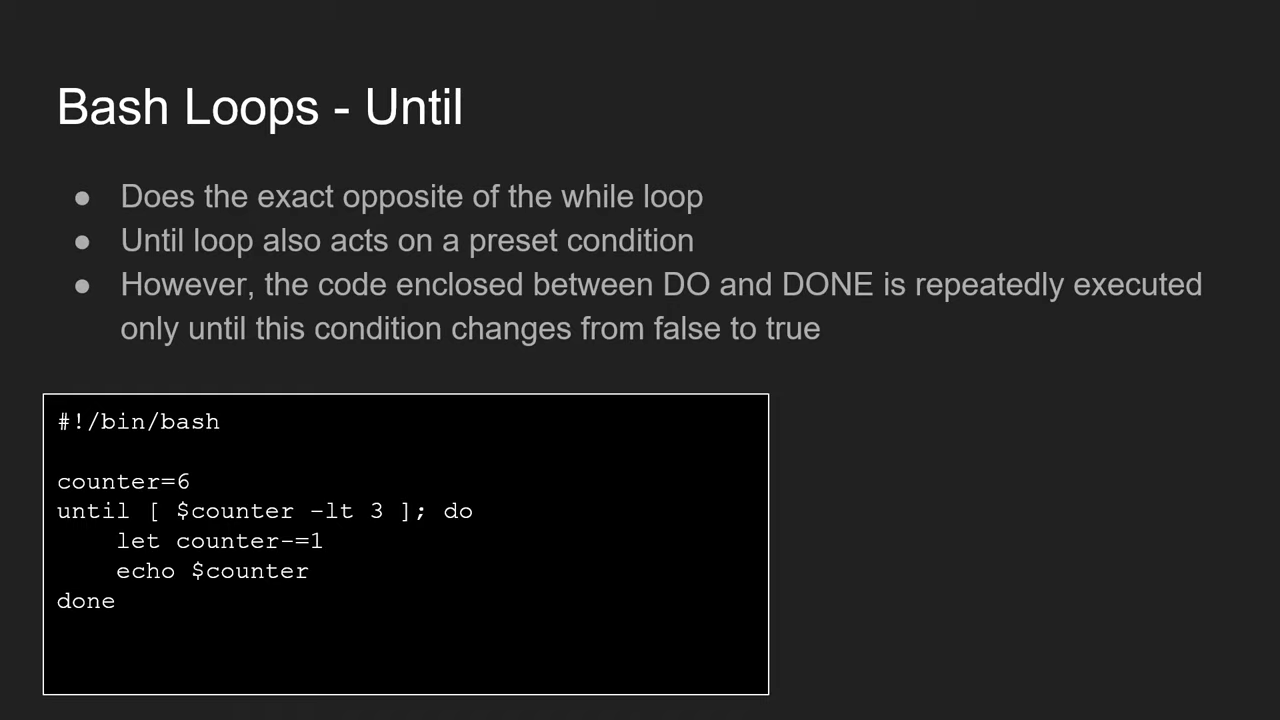 Bash Loops - Until
● Does the exact opposite of the while loop
● Until loop also acts on a preset condition
● However, the code enclosed between DO and DONE is repeatedly executed
only until this condition changes from false to true
#!/bin/bash
counter=6
until [ $counter -lt 3 ]; do
    let counter-=1
    echo $counter
done